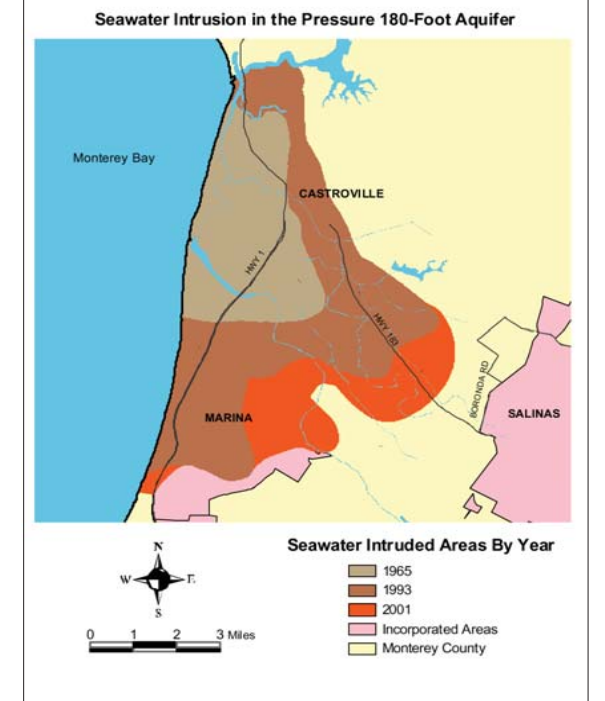 Seawater Intrusion in the Pressure 180-Foot Aquifer
Monterey Bay
CASTROVILLE
HWY 1
HWY 183
BORONDA RD
SALINAS
MARINA
Seawater Intruded Areas By Year
N
W E
S
1965
1993
2001
Incorporated Areas
Monterey County
0 1 2 3 Miles